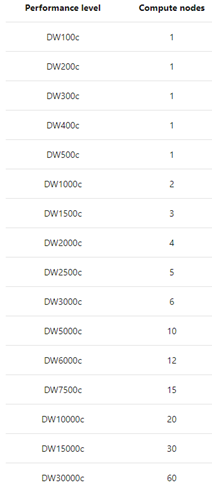 Performance level Compute nodes
DW100c 1
DW200c 1
DW300c 1
DW400c 1
DW500c 1
DW1000c 2
DW1500c 3
DW2000c 4
DW2500c 5
DW3000c 6
DW5000c 10
DW6000c 12
DW7500c 15
DW10000c 20
DW15000c 30
DW30000c 60